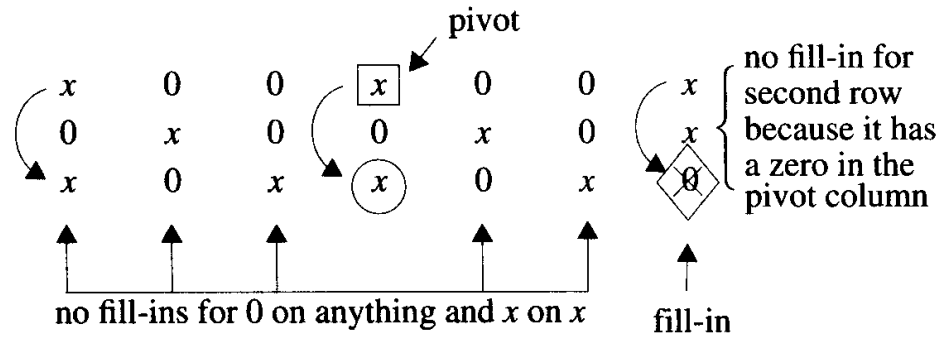 pivot
x 0 0 x 0 0 x
0 x 0 0 x 0 x
x 0 x x 0 x 0
no fill-in for
second row
because it has
a zero in the
pivot column
no fill-ins for 0 on anything and x on x
fill-in